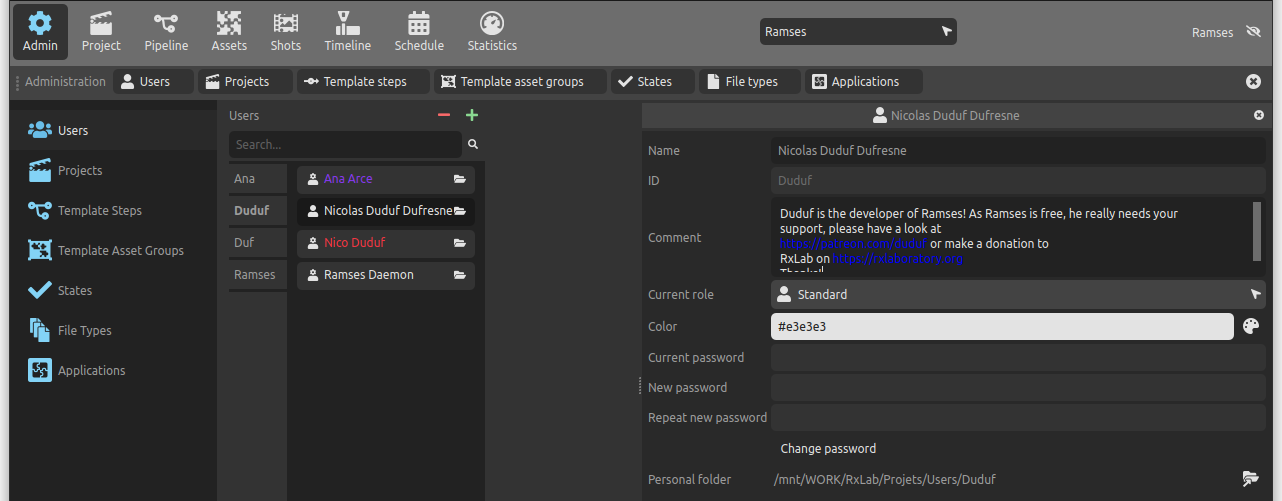 Admin Project Pipeline Assets Shots Timeline Schedule Statistics Ramses Ramses
Administration Users Projects Template steps Template asset groups States File types Applications
Users
Projects
Template Steps
Template Asset Groups
States
File Types
Applications
Users
Search...
Ana Ana Arce
Duduf Nicolas Duduf Dufresne
Duf Nico Duduf
Ramses Ramses Daemon
Nicolas Duduf Dufresne
Name Nicolas Duduf Dufresne
ID Duduf
Comment
Duduf is the developer of Ramses! As Ramses is free, he really needs your
support, please have a look at
https://patreon.com/duduf or make a donation to
RxLab on http://rxlaboratory.org
Thanks!
Current role Standard
Color #e3e3e3
Current password
New password
Repeat new password
Change password
Personal folder /mnt/WORK/RxLab/Projets/Users/Duduf